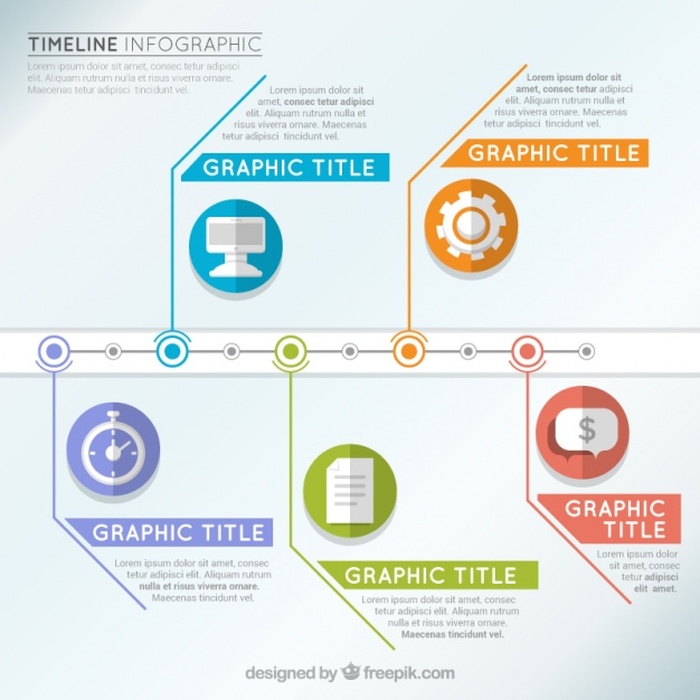 TIMELINE INFOGRAPHIC
Lorem ipsum dolor sit amet, consec tetur adipisci
elit. Aliquam rutrum nulla et risus viverra ornare.
Maecenas tetur adipisci tincidunt vel.
Lorem ipsum dolor sit
amet, consec tetur adipisci
elit. Aliquam rutrum nulla et
risus viverra ornare. Maecenas
tetur adipisci tincidunt vel.
GRAPHIC TITLE
Lorem ipsum dolor sit
amet, consec tetur adipisci
elit. Aliquam rutrum nulla et
risus viverra ornare. Maecenas
tetur adipisci tincidunt vel.
GRAPHIC TITLE
$
GRAPHIC TITLE
Lorem ipsum dolor sit amet, consec
tetur adipisci elit. Aliquam rutrum
nulla et risus viverra ornare.
Maecenas tincidunt vel.
GRAPHIC TITLE
Lorem ipsum dolor sit amet, consec
tetur adipisci elit. Aliquam rutrum
nulla et risus viverra ornare.
Maecenas tincidunt vel.
GRAPHIC
TITLE
Lorem ipsum dolor
sit amet, consec
tetur adipisci
elit amet.
designed by freepik.com